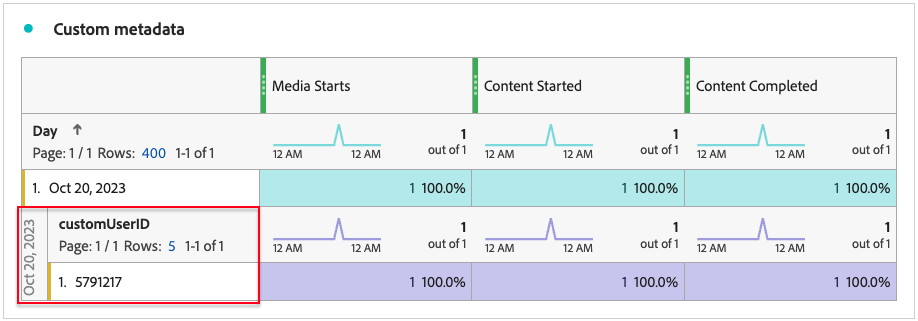 Custom metadata
Media Starts Content Started Content Completed
Day ↑
Page: 1 / 1 Rows: 400 1-1 of 1
12 AM 12 AM 1 out of 1
12 AM 12 AM 1 out of 1
12 AM 12 AM 1 out of 1
1. Oct 20, 2023 1 100.0% 1 100.0% 1 100.0%
Oct 20, 2023
customUserID
Page: 1 / 1 Rows: 5 1-1 of 1
12 AM 12 AM 1 out of 1
12 AM 12 AM 1 out of 1
12 AM 12 AM 1 out of 1
1. 5791217 1 100.0% 1 100.0% 1 100.0%